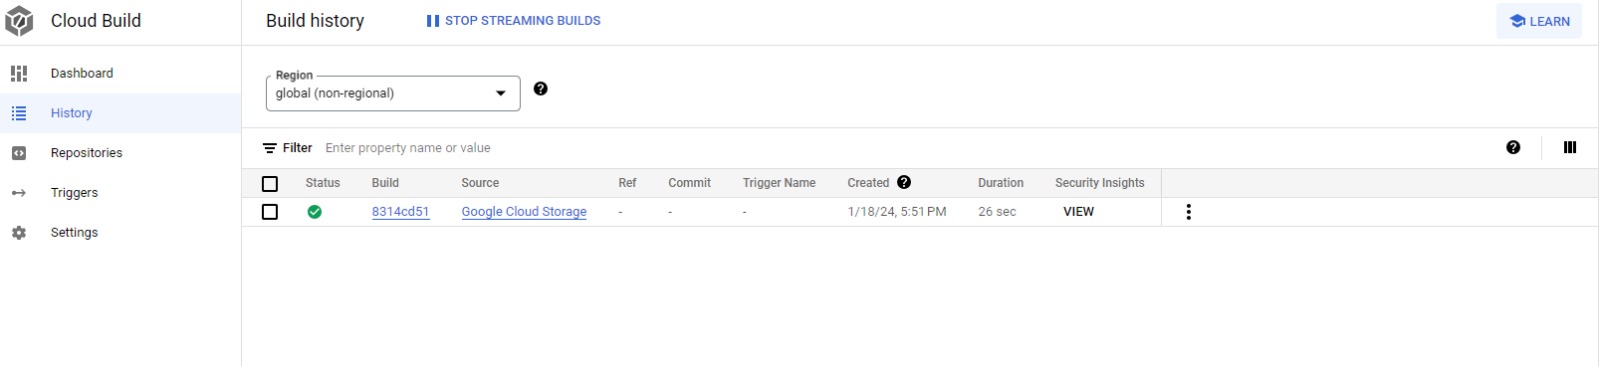 Cloud Build
Build history
STOP STREAMING BUILDS
LEARN
Dashboard
History
Repositories
Triggers
Settings
Region
global (non-regional)
Filter Enter property name or value
Status Build Source Ref Commit Trigger Name Created Duration Security Insights
8314cd51 Google Cloud Storage - - - 1/18/24, 5:51 PM 26 sec VIEW